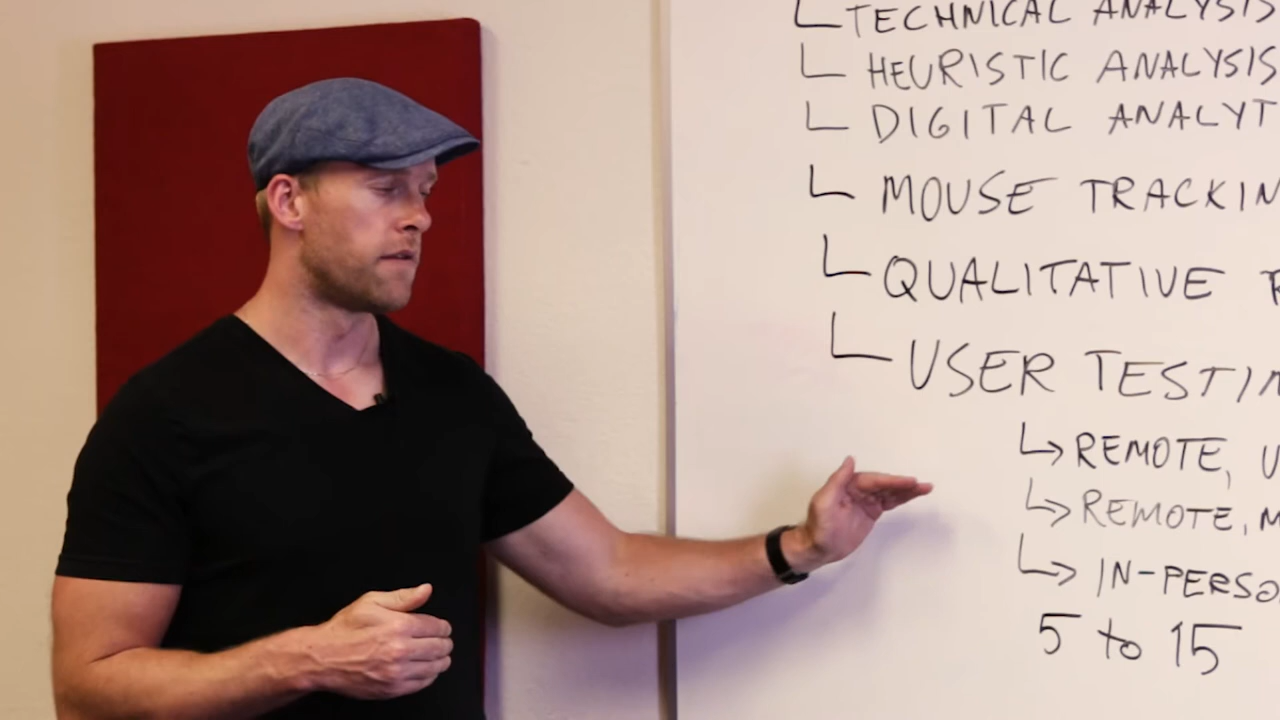 TECHNICAL ANALYSIS
HEURISTIC ANALYSIS
DIGITAL ANALYT
MOUSE TRACKIN
QUALITATIVE R
USER TESTIN
REMOTE, U
REMOTE, M
IN-PERSO
5 to 15